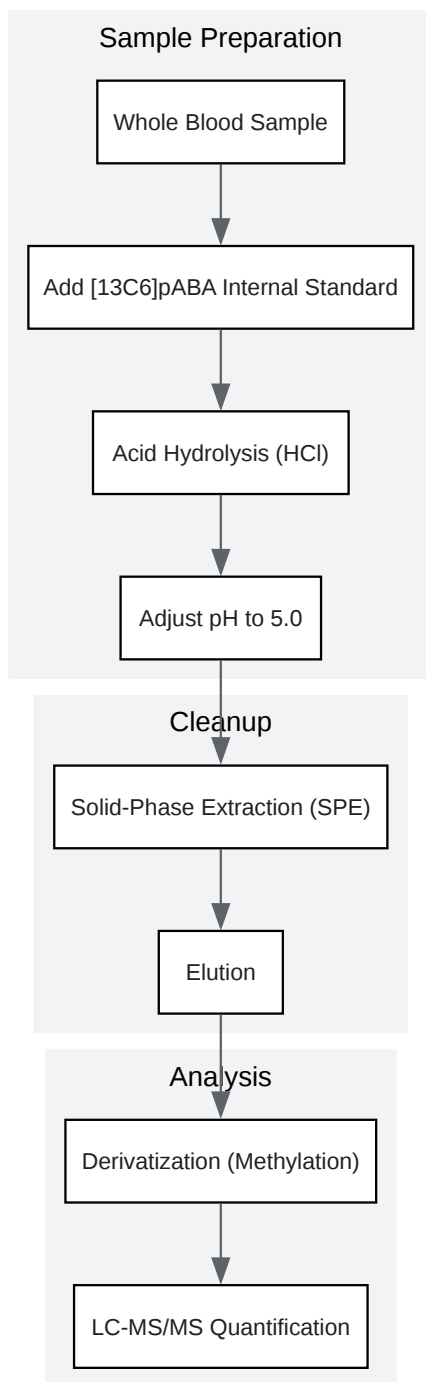 Sample Preparation
Whole Blood Sample
Add [13C6]pABA Internal Standard
Acid Hydrolysis (HCl)
Adjust pH to 5.0
Cleanup
Solid-Phase Extraction (SPE)
Elution
Analysis
Derivatization (Methylation)
LC-MS/MS Quantification